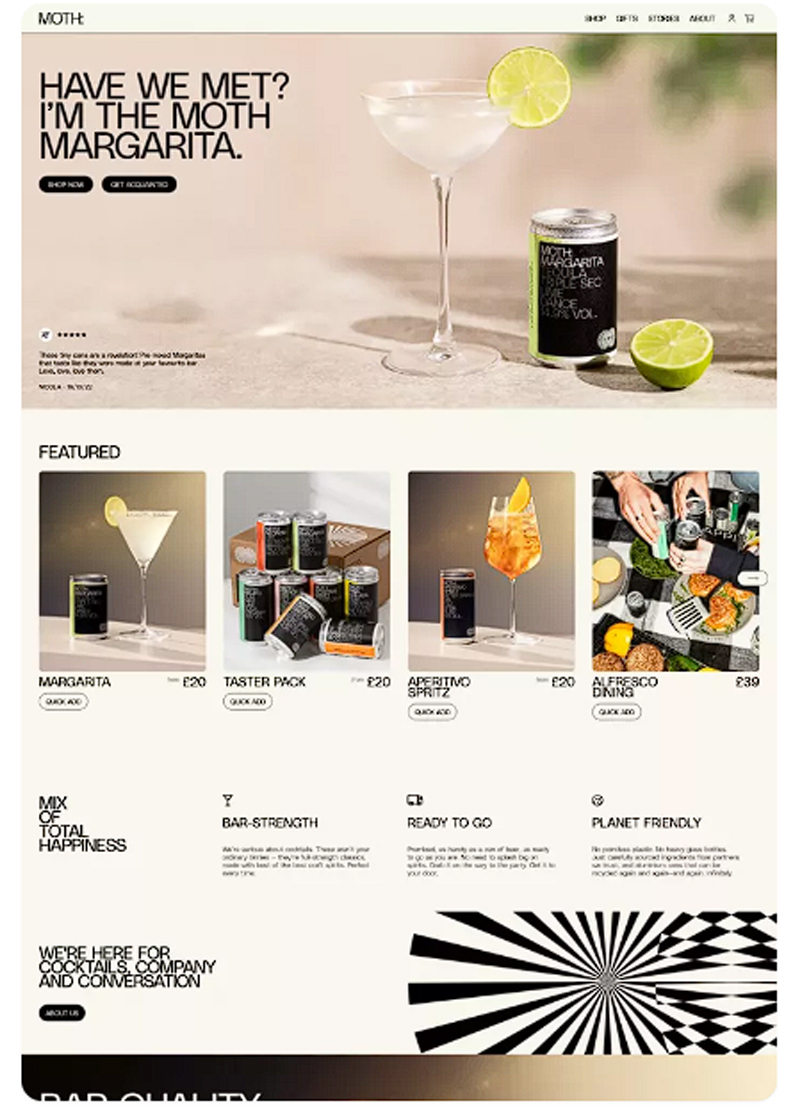 MOTH:
SHOP GIFTS STORIES ABOUT
HAVE WE MET?
I'M THE MOTH
MARGARITA.
SHOP NOW GET ACQUAINTED
MOTH:
MARGARITA
TEQUILA
TRIPLE SEC
LIME
DANCE
14.9% VOL.
★★★★★
These tiny cans are a revolution! Pre mixed Margaritas
that taste like they were made at your favourite bar.
Love, love, love them.
NICOLA -
FEATURED
MARGARITA £20
QUICK ADD
TASTER PACK £20
QUICK ADD
APERITIVO
SPRITZ £20
QUICK ADD
ALFRESCO
DINING £39
QUICK ADD
MIX
OF
TOTAL
HAPPINESS
BAR-STRENGTH
We're serious about cocktails. These aren't your
ordinary tinnies – they're full-strength classics,
made with best of the best craft spirits. Perfect
every time.
READY TO GO
Premixed, as handy as a can of beer, as ready
to go as you are. No need to splash big on
spirits. Grab it on the way to the party. Get it to
your door.
PLANET FRIENDLY
No pointless plastic. No heavy glass bottles.
Just carefully sourced ingredients from partners
we trust, and aluminium cans that can be
recycled again and again—and again. Infinitely.
WE'RE HERE FOR
COCKTAILS, COMPANY
AND CONVERSATION
ABOUT US
BAR QUALITY